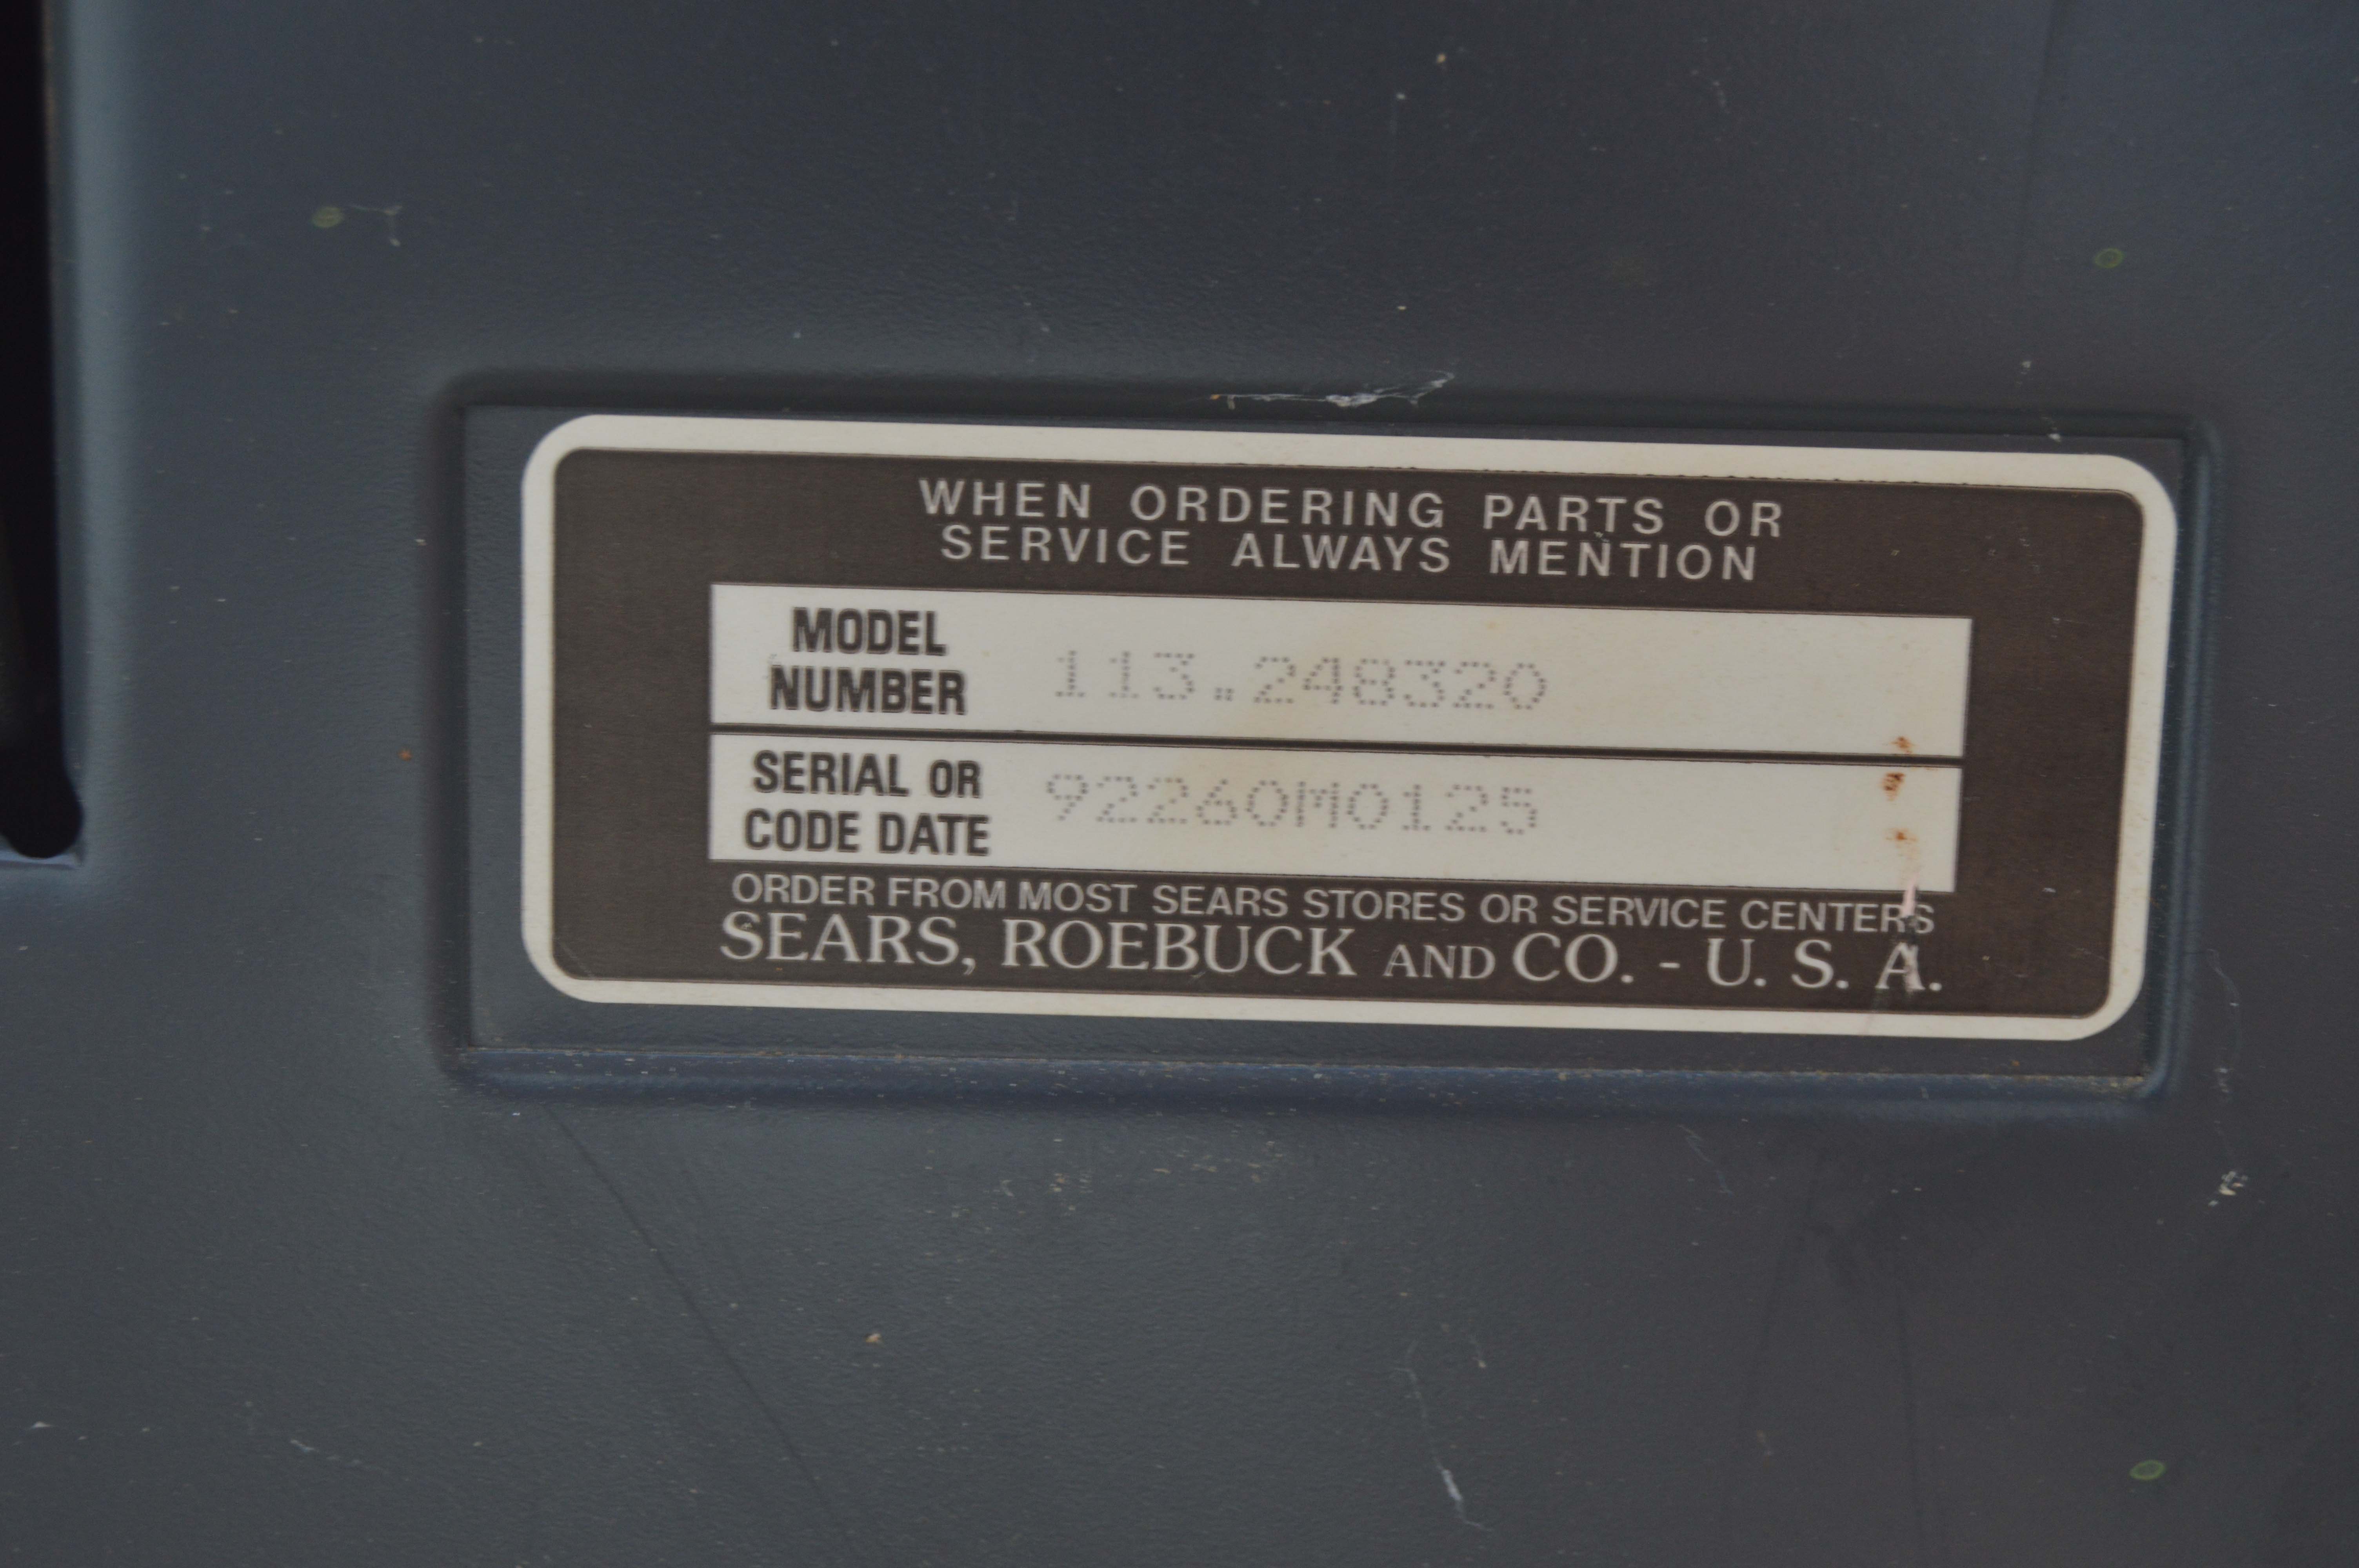 WHEN ORDERING PARTS OR
SERVICE ALWAYS MENTION
MODEL
NUMBER
113.248320
SERIAL OR
CODE DATE
92260M0125
ORDER FROM MOST SEARS STORES OR SERVICE CENTERS
SEARS, ROEBUCK AND CO. - U. S. A.